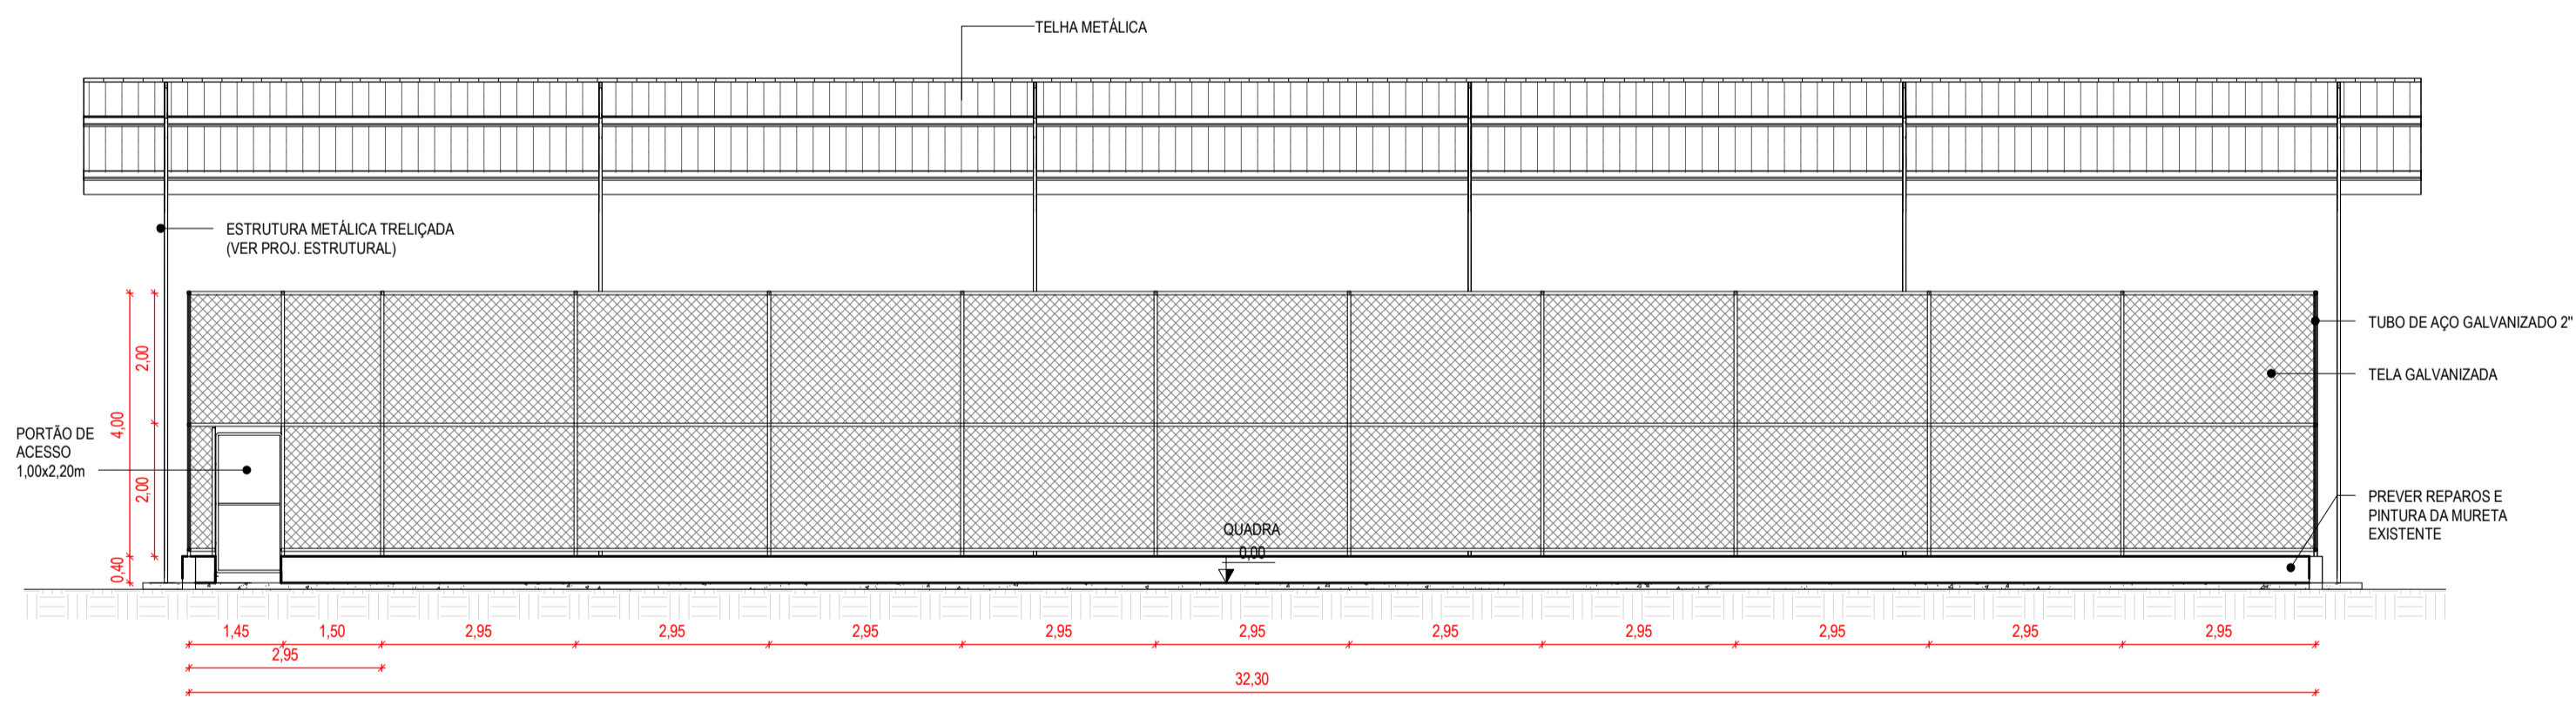 TELHA METÁLICA
ESTRUTURA METÁLICA TRELIÇADA
(VER PROJ. ESTRUTURAL)
TUBO DE AÇO GALVANIZADO 2"
TELA GALVANIZADA
2,00
4,00
2,00
0,40
PORTÃO DE
ACESSO
1,00x2,20m
QUADRA
0,00
PREVER REPAROS E
PINTURA DA MURETA
EXISTENTE
1,45
1,50
2,95
2,95
2,95
2,95
2,95
2,95
2,95
2,95
2,95
2,95
2,95
32,30